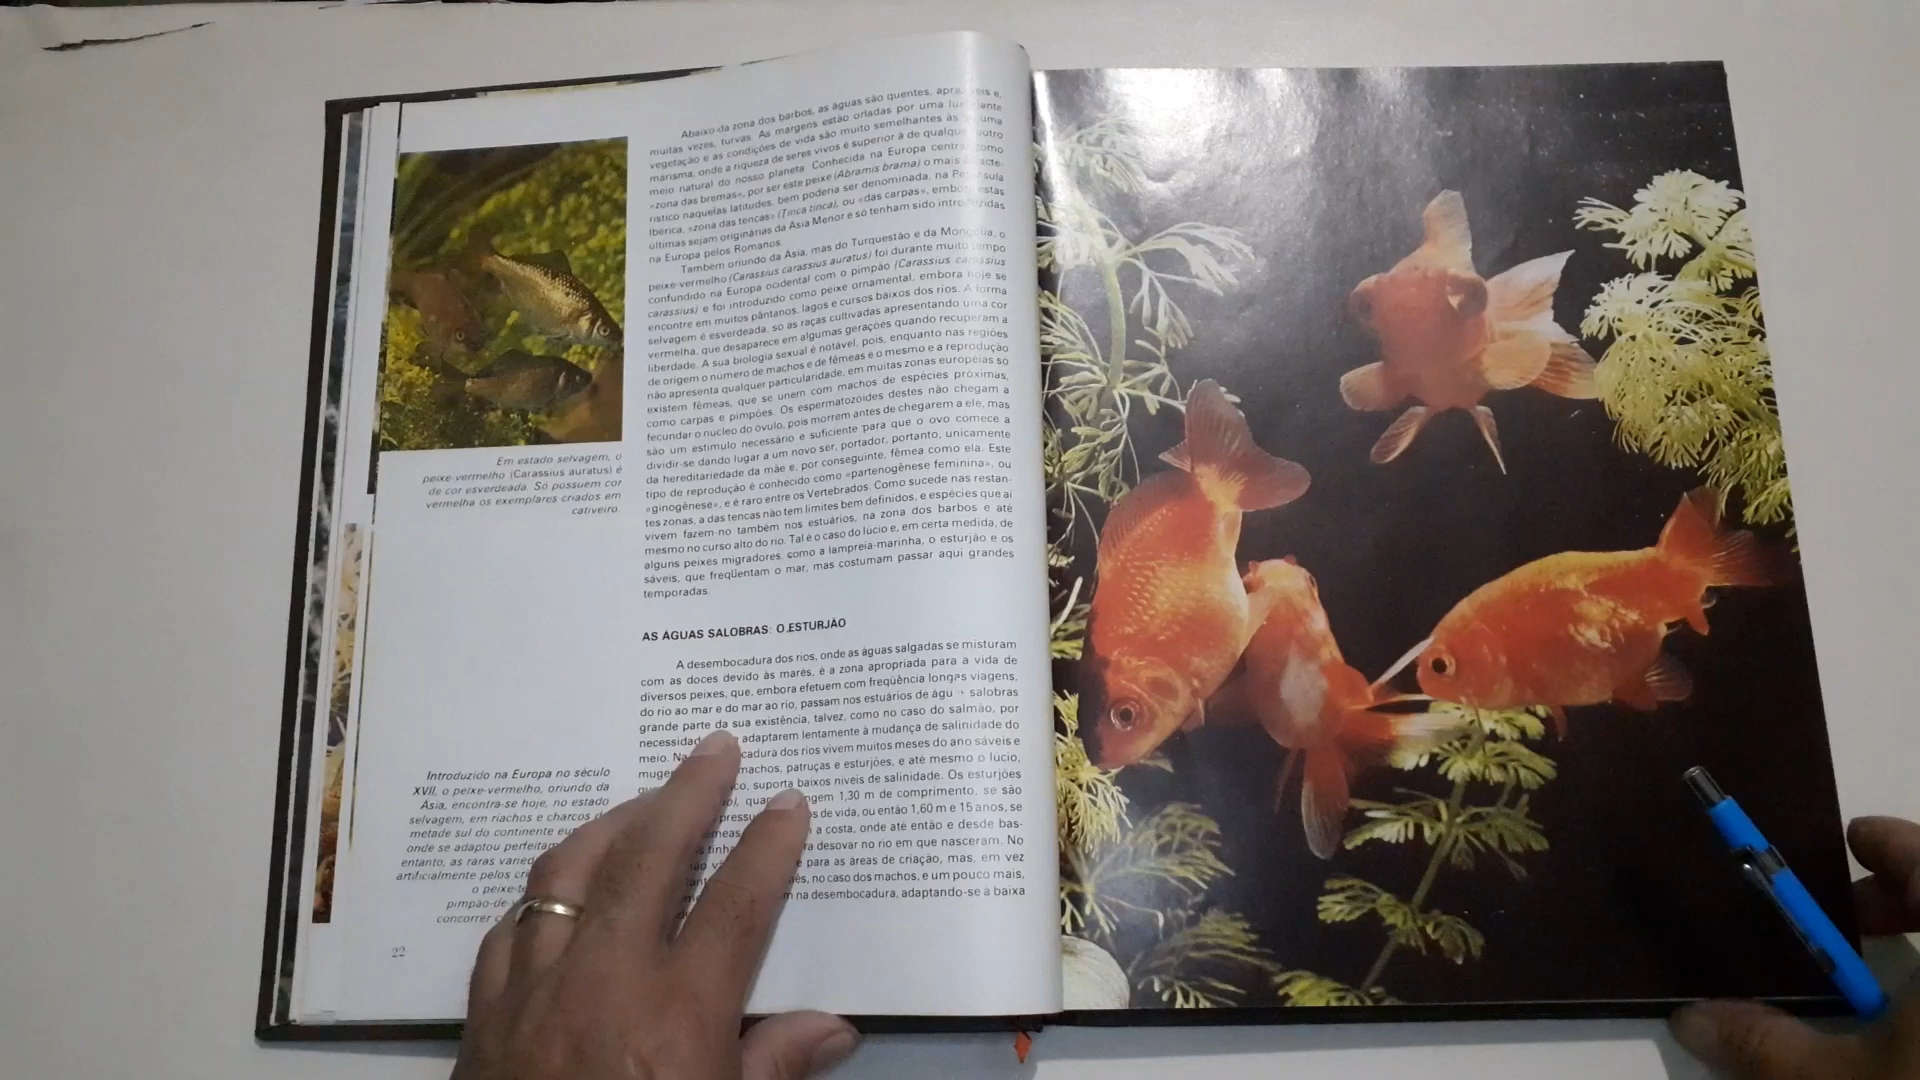 Abaixo da zona dos barbos, as águas são quentes, e,
muitas vezes, turvas. As margens estão orladas por uma
vegetação e as condições de vida são muito semelhantes às uma
marisma, onde a riqueza de seres vivos é superior à de outro
meio natural do nosso planeta. Conhecida na Europa como
«zona das bremas», por ser este peixe (Abramis brama) o mais
rístico naquelas latitudes, bem poderia ser denominada, na
Ibérica, «zona das tencas» (Tinca tinca), ou «das carpas», estas
últimas sejam originárias da Ásia Menor e só tenham sido
na Europa pelos Romanos.
Também oriundo da Ásia, mas do Turquestão e da Mongólia, o
peixe-vermelho (Carassius carassius auratus) foi durante muito tempo
confundido na Europa ocidental com o pimpão (Carassius carassius
carassius) e foi introduzido como peixe ornamental, embora hoje se
encontre em muitos pântanos, lagos e cursos baixos dos rios. A forma
selvagem é esverdeada, só as raças cultivadas apresentando uma cor
vermelha, que desaparece em algumas gerações quando recuperam a
liberdade. A sua biologia sexual é notável, pois, enquanto nas regiões
de origem o número de machos e de fêmeas é o mesmo e a reprodução
não apresenta qualquer particularidade, em muitas zonas européias só
existem fêmeas, que se unem com machos de espécies próximas,
como carpas e pimpões. Os espermatozóides destes não chegam a
fecundar o núcleo do óvulo, pois morrem antes de chegarem a ele, mas
são um estímulo necessário e suficiente para que o ovo comece a
dividir-se dando lugar a um novo ser, portador, portanto, unicamente
da hereditariedade da mãe e, por conseguinte, fêmea como ela. Este
tipo de reprodução é conhecido como «partenogênese feminina», ou
«ginogênese», e é raro entre os Vertebrados. Como sucede nas restan-
tes zonas, a das tencas não tem limites bem definidos, e espécies que aí
vivem fazem-no também nos estuários, na zona dos barbos e até
mesmo no curso alto do rio. Tal é o caso do lúcio e, em certa medida, de
alguns peixes migradores, como a lampreia-marinha, o esturjão e os
sáveis, que freqüentam o mar, mas costumam passar aqui grandes
temporadas.
AS ÁGUAS SALOBRAS: O ESTURJÃO
A desembocadura dos rios, onde as águas salgadas se misturam
com as doces devido às marés, é a zona apropriada para a vida de
diversos peixes, que, embora efetuem com freqüência longas viagens,
do rio ao mar e do mar ao rio, passam nos estuários de salobras
grande parte da sua existência, talvez, como no caso do salmão, por
adaptarem lentamente à mudança de salinidade do
meio. dos rios vivem muitos meses do ano sáveis e
machos, patruças e esturjões, e até mesmo o lúcio,
suporta baixos níveis de salinidade. Os esturjões
1,30 m de comprimento, se são
de vida, ou então 1,60 m e 15 anos, se
a costa, onde até então e desde bas-
desovar no rio em que nasceram. No
para as áreas de criação, mas, em vez
no caso dos machos, e um pouco mais,
na desembocadura, adaptando-se à baixa
Em estado selvagem, o
peixe-vermelho (Carassius auratus) é
de cor esverdeada. Só possuem cor
vermelha os exemplares criados em
cativeiro.
Introduzido na Europa no século
XVII, o peixe-vermelho, oriundo da
Ásia, encontra-se hoje, no estado
selvagem, em riachos e charcos
metade sul do continente
onde se adaptou
entanto, as raras
artificialmente pelos
o
concorrer
22